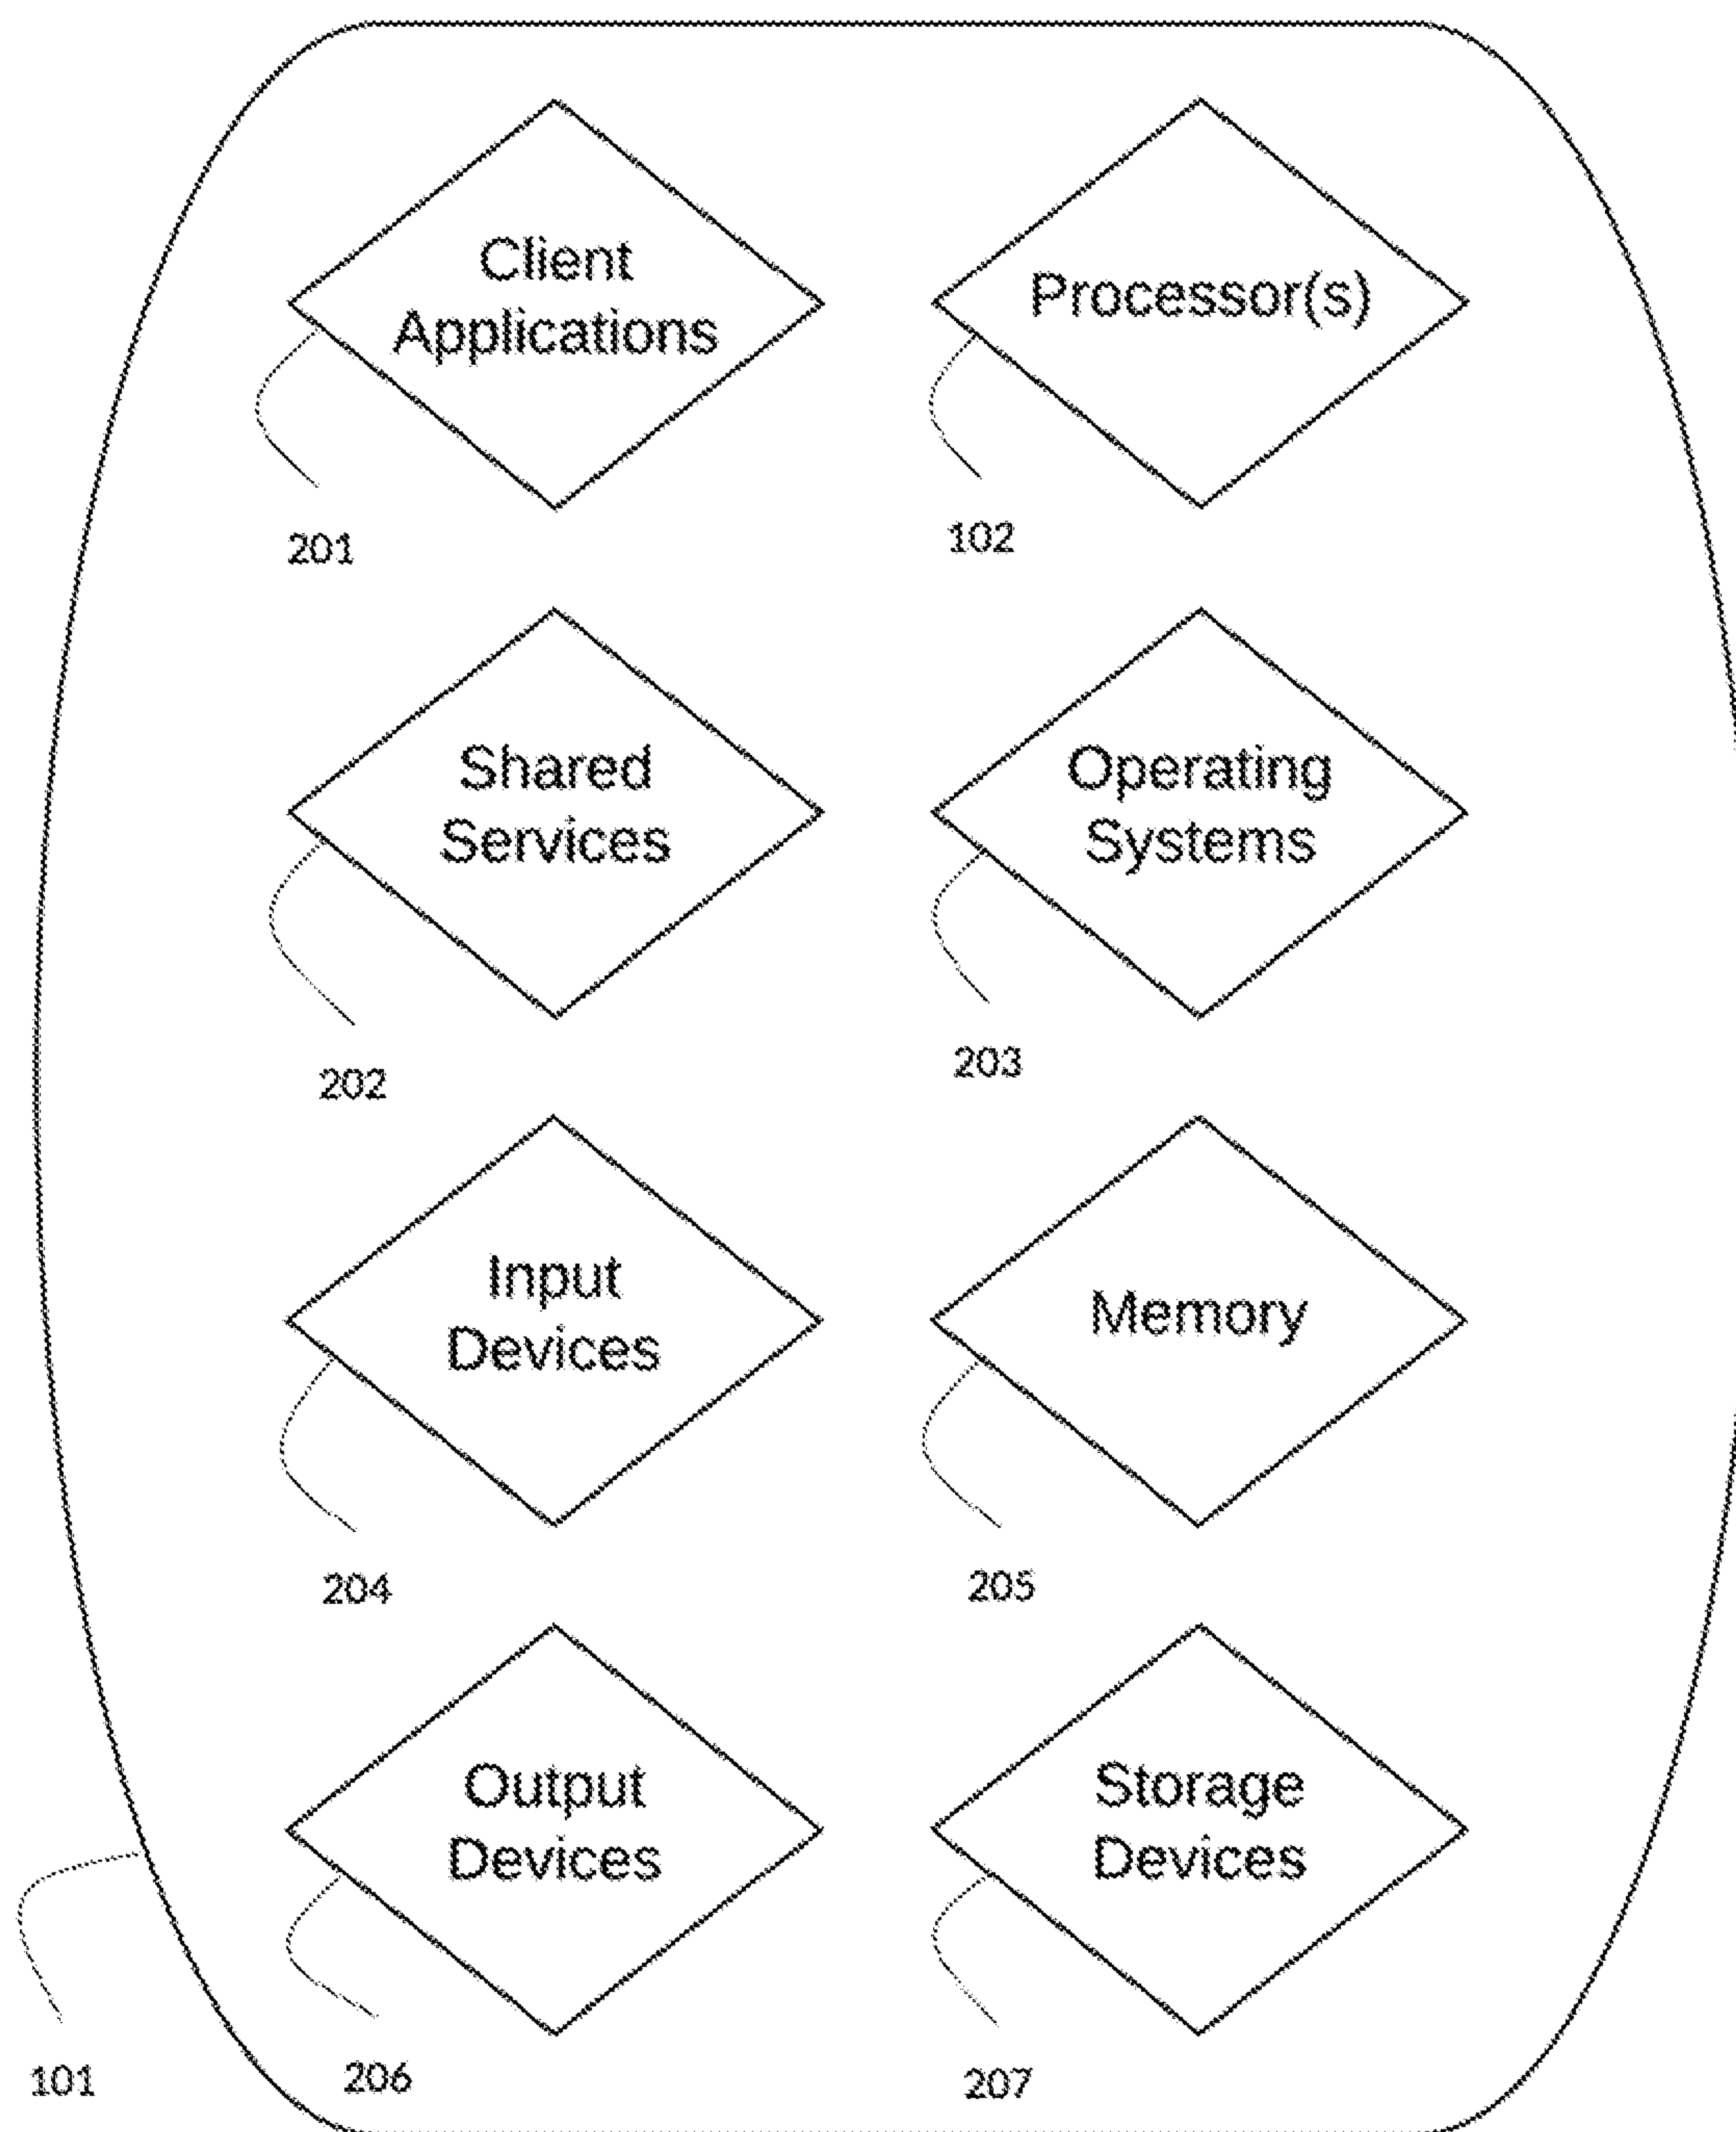 Client
Applications
Processor(s)
201
102
Shared
Services
Operating
Systems
202
203
Input
Devices
Memory
204
205
Output
Devices
Storage
Devices
101
206
207